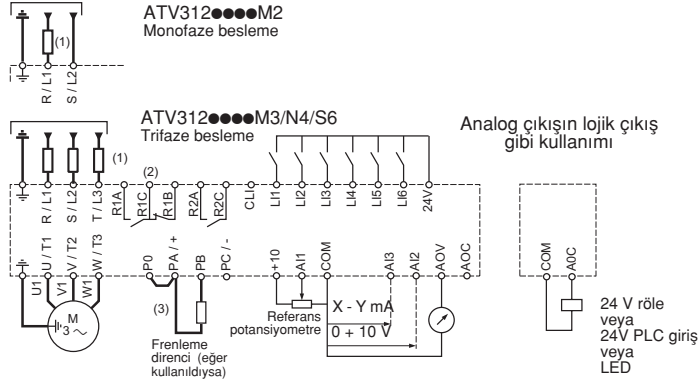 ATV312●●●●M2
Monofaze besleme
(1)
R / L1
S / L2
ATV312●●●●M3/N4/S6
Trifaze besleme
Analog çıkışın lojik çıkış
gibi kullanımı
(1)
(2)
R / L1
S / L2
T / L3
R1A
R1C
R1B
R2A
R2C
CLI
LI1
LI2
LI3
LI4
LI5
LI6
24V
U / T1
V / T2
W / T3
P0
PA / +
PB
PC / -
+10
AI1
COM
AI3
AI2
AOV
AOC
COM
A0C
U1
V1
W1
M
3 ~
(3)
Frenleme
direnci (eğer
kullanıldıysa)
Referans
potansiyometre
X - Y mA
0 + 10 V
24 V röle
veya
24V PLC giriş
veya
LED